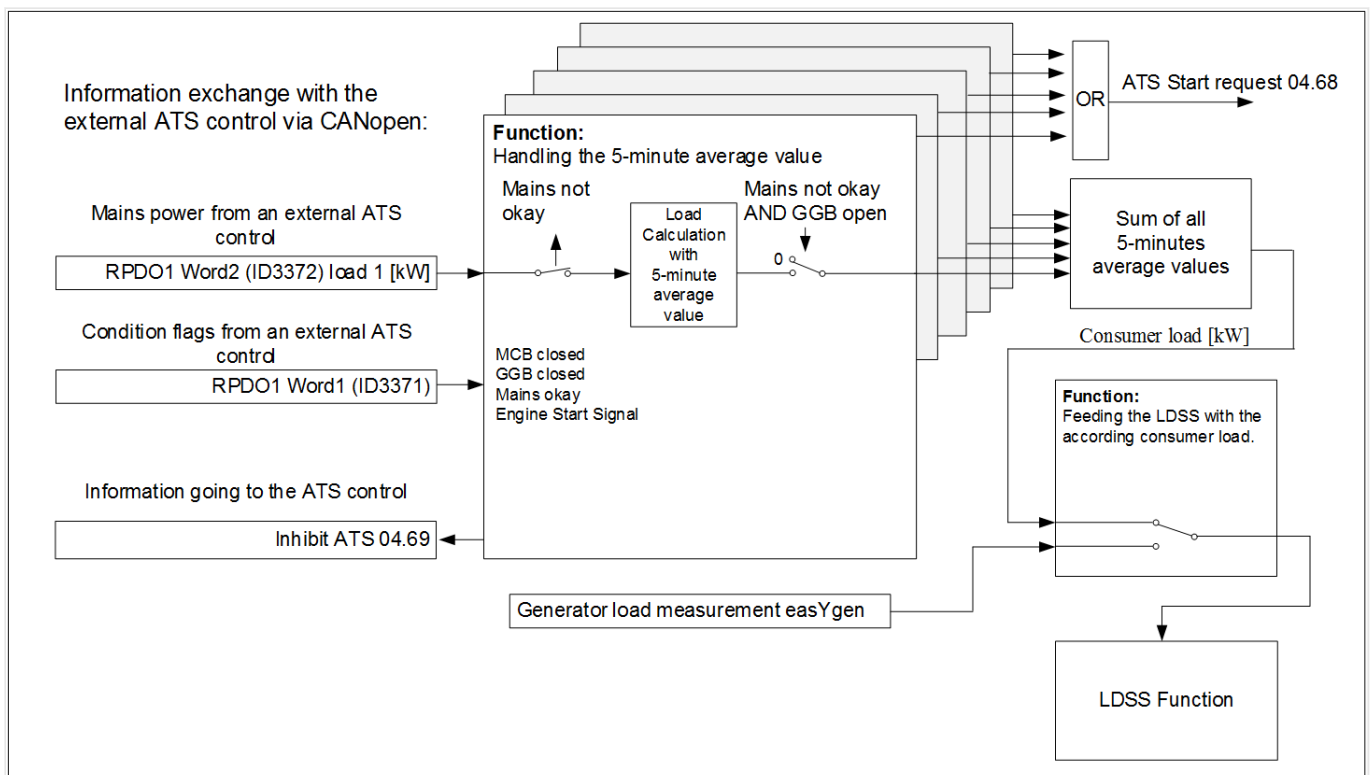 Information exchange with the
external ATS control via CANopen:
OR
ATS Start request 04.68
Function:
Handling the 5-minute average value
Mains not
okay
Mains not okay
AND GGB open
Mains power from an external ATS
control
RPDO1 Word2 (ID3372) load 1 [kW]
Load
Calculation
with
5-minute
average
value
0
Sum of all
5-minutes
average values
Consumer load [kW]
Condition flags from an external ATS
control
RPDO1 Word1 (ID3371)
MCB closed
GGB closed
Mains okay
Engine Start Signal
Function:
Feeding the LDSS with the
according consumer load.
Information going to the ATS control
Inhibit ATS 04.69
Generator load measurement easYgen
LDSS Function